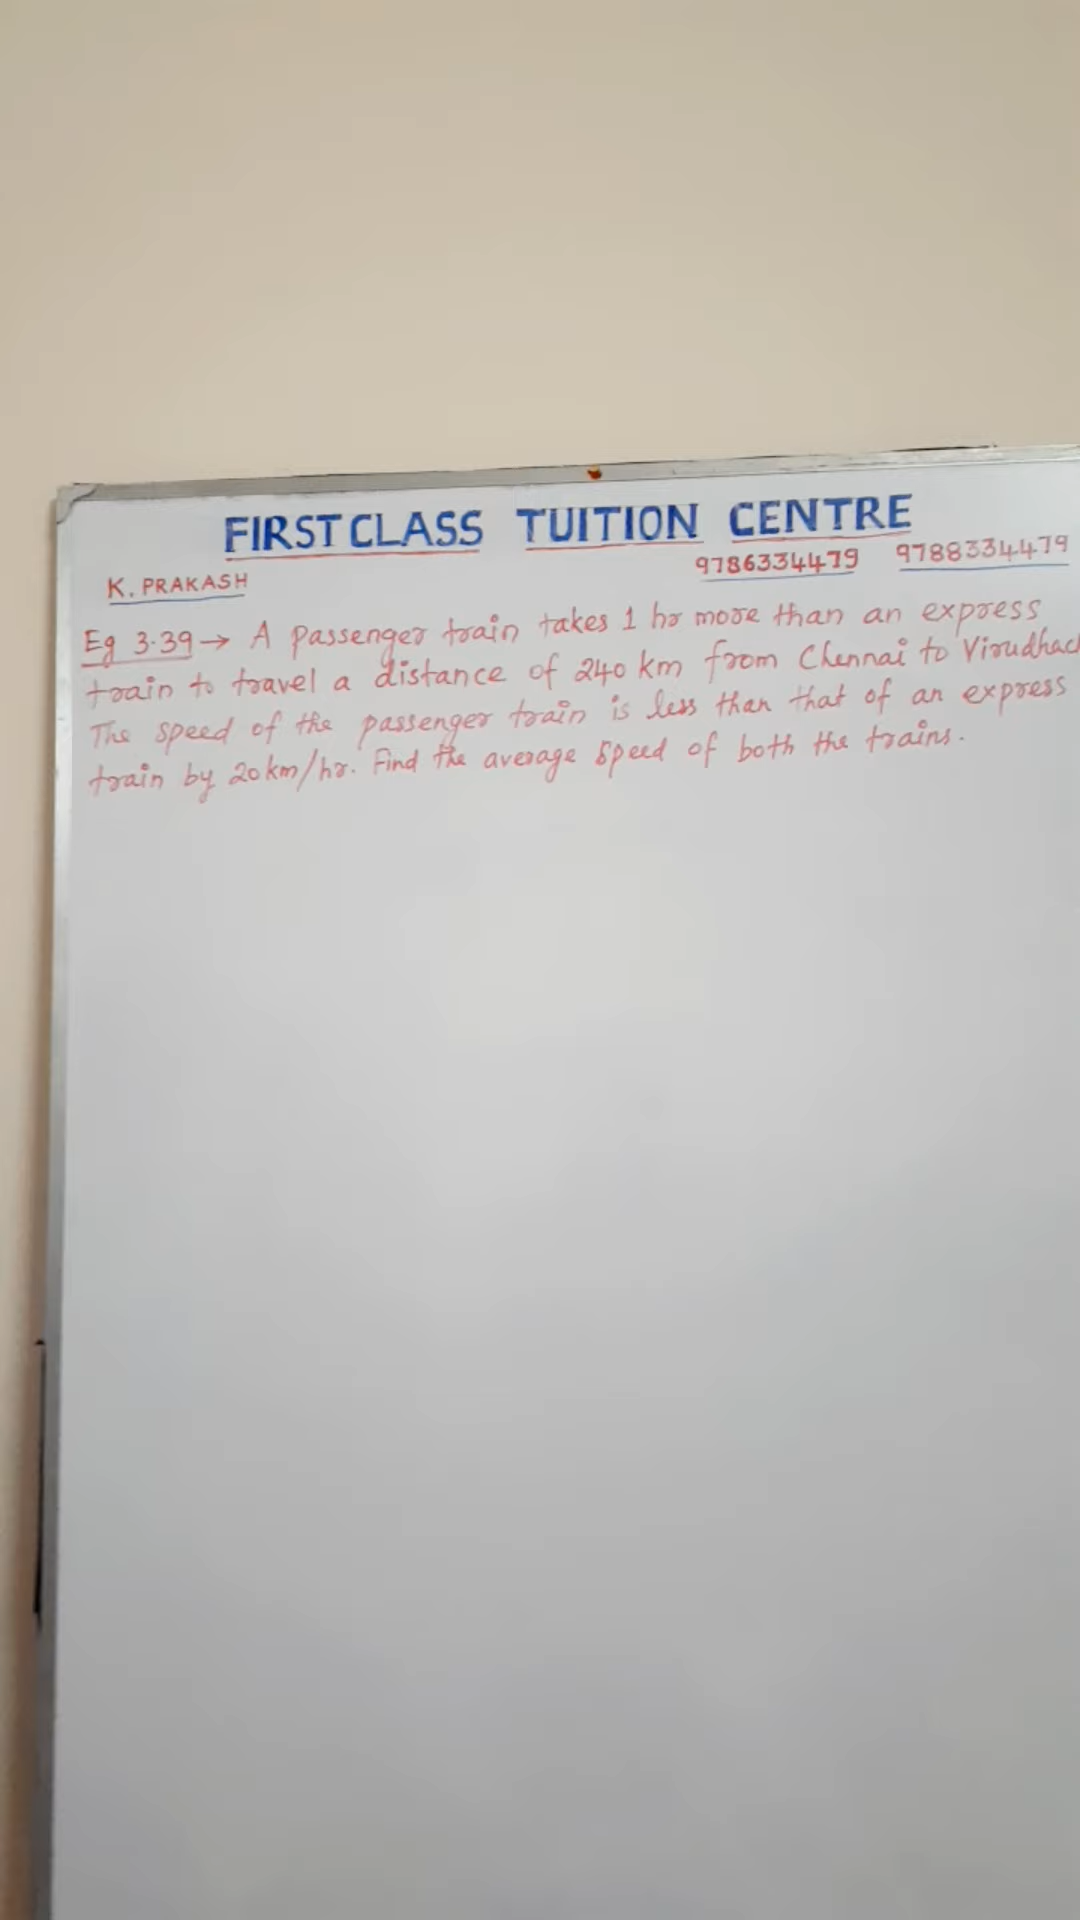 FIRST CLASS TUITION CENTRE
K. PRAKASH 9786334479 9788334479
Eg 3.39 → A passenger train takes 1 hr more than an express
train to travel a distance of 240 km from Chennai to Virudhach
The speed of the passenger train is less than that of an express
train by 20 km/hr. Find the average speed of both the trains.